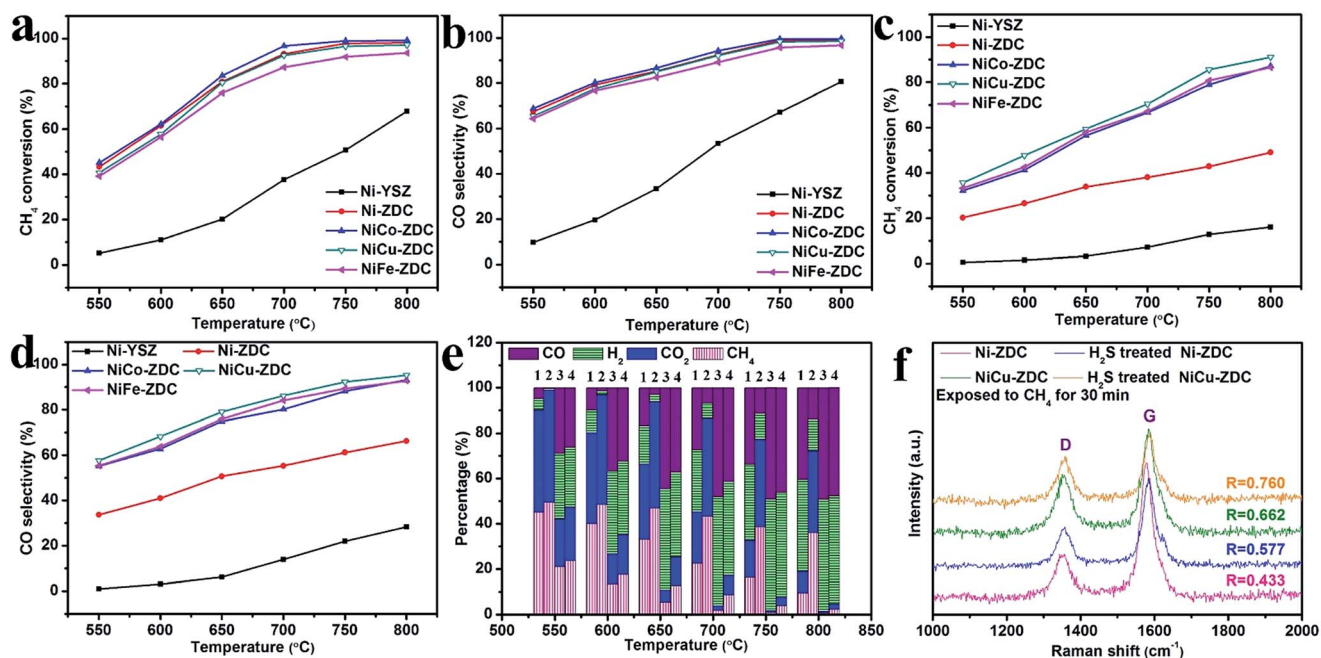 a
CH₄ conversion (%)
100
80
60
40
20
0
Ni-YSZ
Ni-ZDC
NiCo-ZDC
NiCu-ZDC
NiFe-ZDC
550 600 650 700 750 800
Temperature (°C)
b
CO selectivity (%)
100
80
60
40
20
0
Ni-YSZ
Ni-ZDC
NiCo-ZDC
NiCu-ZDC
NiFe-ZDC
550 600 650 700 750 800
Temperature (°C)
c
CH₄ conversion (%)
100
80
60
40
20
0
Ni-YSZ
Ni-ZDC
NiCo-ZDC
NiCu-ZDC
NiFe-ZDC
550 600 650 700 750 800
Temperature (°C)
d
CO selectivity (%)
100
80
60
40
20
0
Ni-YSZ Ni-ZDC
NiCo-ZDC NiCu-ZDC
NiFe-ZDC
550 600 650 700 750 800
Temperature (°C)
e
Percentage (%)
120
100
80
60
40
20
0
CO H₂ CO₂ CH₄
1 2 3 4 1 2 3 4 1 2 3 4 1 2 3 4 1 2 3 4 1 2 3 4
500 550 600 650 700 750 800 850
Temperature (°C)
f
Intensity (a.u.)
Ni-ZDC H₂S treated Ni-ZDC
NiCu-ZDC H₂S treated NiCu-ZDC
Exposed to CH₄ for 30 min
D
G
R=0.760
R=0.662
R=0.577
R=0.433
1000 1200 1400 1600 1800 2000
Raman shift (cm⁻¹)